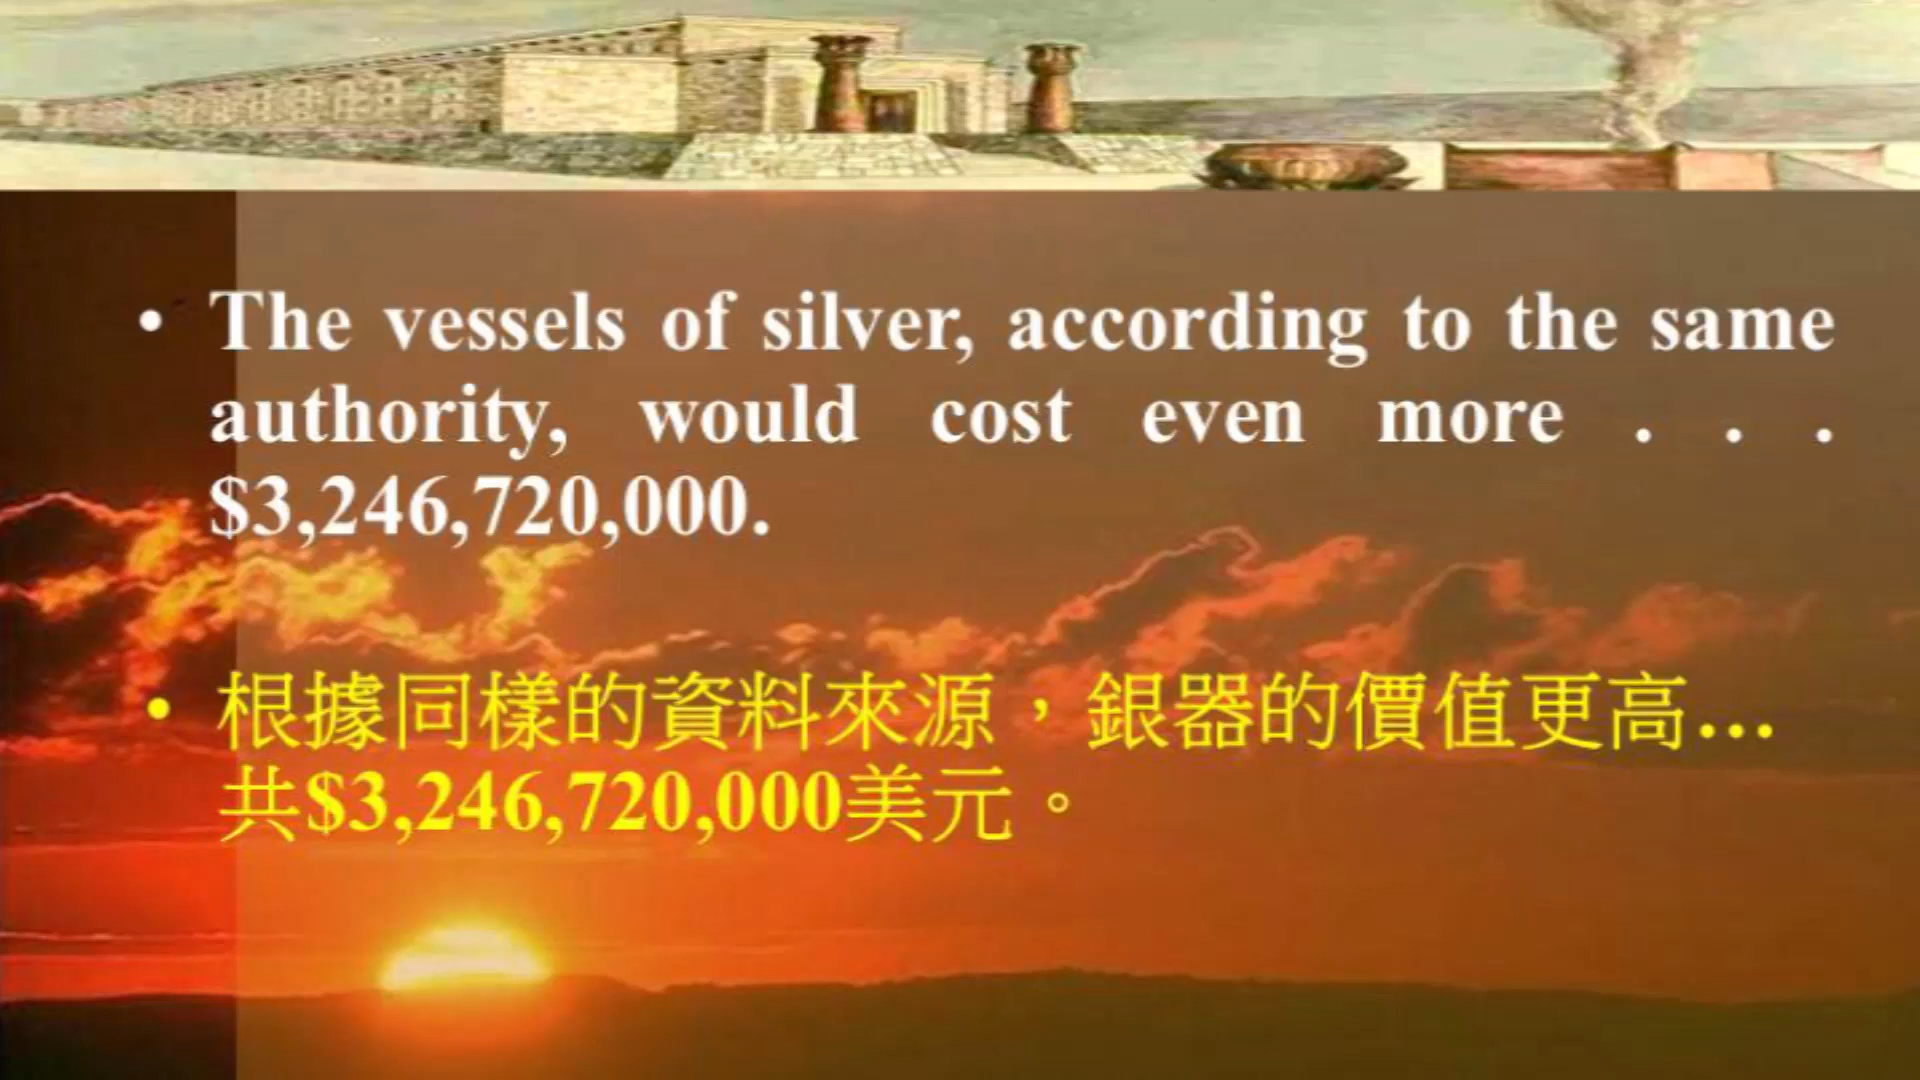 • The vessels of silver, according to the same
authority, would cost even more . . .
$3,246,720,000.
• 根據同樣的資料來源，銀器的價值更高…
共$3,246,720,000美元。